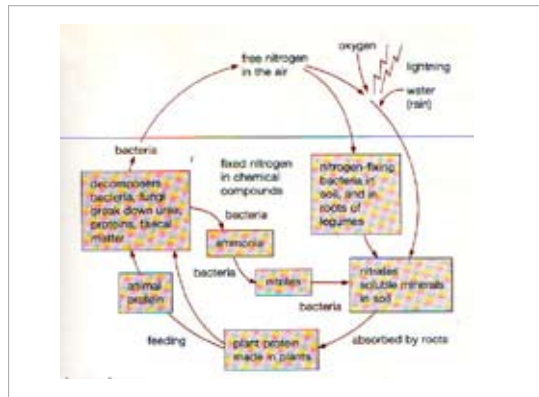 free nitrogen
in the air
oxygen
lightning
water
(rain)
bacteria
fixed nitrogen
in chemical
compounds
decomposers
bacteria, fungi
break down urea,
proteins, faecal
matter
nitrogen-fixing
bacteria in
soil, and in
roots of
legumes
bacteria
ammonia
bacteria
nitrites
bacteria
nitrates
soluble minerals
in soil
animal
protein
feeding
plant protein
made in plants
absorbed by roots